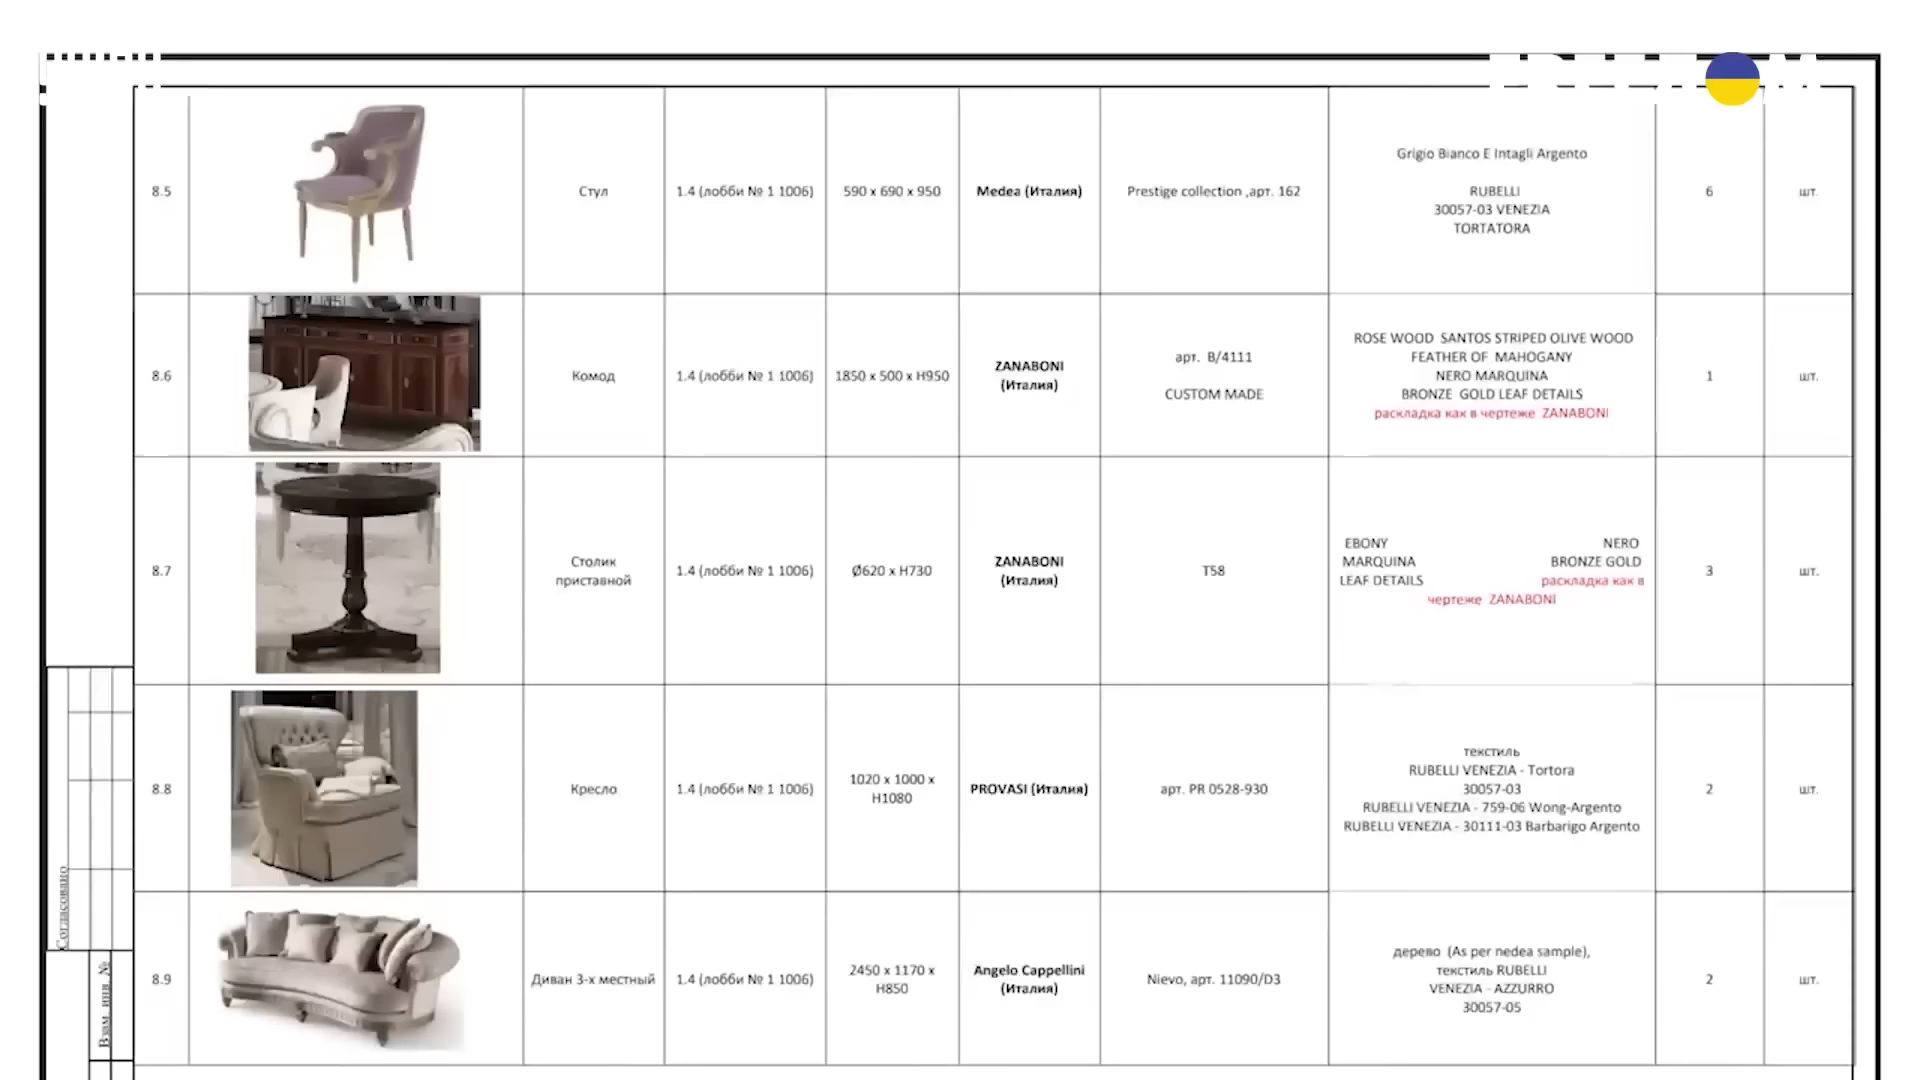 8.5
Стул
1.4 (лобби № 1 1006)
590 x 690 x 950
Medea (Италия)
Prestige collection ,арт. 162
Grigio Bianco E Intagli Argento
RUBELLI
30057-03 VENEZIA
TORTATORA
6
шт.
8.6
Комод
1.4 (лобби № 1 1006)
1850 x 500 x H950
ZANABONI
(Италия)
арт. B/4111
CUSTOM MADE
ROSE WOOD SANTOS STRIPED OLIVE WOOD
FEATHER OF MAHOGANY
NERO MARQUINA
BRONZE GOLD LEAF DETAILS
раскладка как в чертеже ZANABONI
1
шт.
8.7
Столик
приставной
1.4 (лобби № 1 1006)
Ø620 x H730
ZANABONI
(Италия)
T58
EBONY NERO
MARQUINA BRONZE GOLD
LEAF DETAILS раскладка как в
чертеже ZANABONI
3
шт.
8.8
Кресло
1.4 (лобби № 1 1006)
1020 x 1000 x
H1080
PROVASI (Италия)
арт. PR 0528-930
текстиль
RUBELLI VENEZIA - Tortora
30057-03
RUBELLI VENEZIA - 759-06 Wong-Argento
RUBELLI VENEZIA - 30111-03 Barbarigo Argento
2
шт.
8.9
Диван 3-х местный
1.4 (лобби № 1 1006)
2450 x 1170 x
H850
Angelo Cappellini
(Италия)
Nievo, арт. 11090/D3
дерево (As per nedea sample),
текстиль RUBELLI
VENEZIA - AZZURRO
30057-05
2
шт.
Согласовано
Взам. инв. №